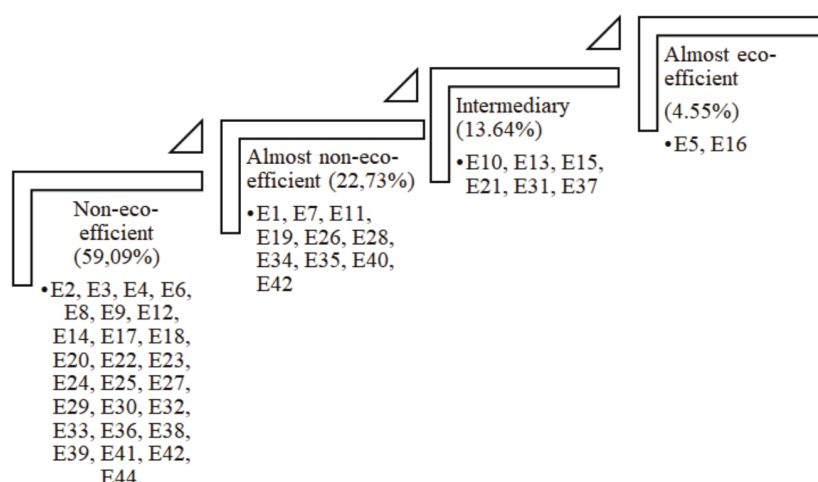 Non-eco-
efficient
(59,09%)
•E2, E3, E4, E6,
E8, E9, E12,
E14, E17, E18,
E20, E22, E23,
E24, E25, E27,
E29, E30, E32,
E33, E36, E38,
E39, E41, E42,
E44.
Almost non-eco-
efficient (22,73%)
•E1, E7, E11,
E19, E26, E28,
E34, E35, E40,
E42
Intermediary
(13.64%)
•E10, E13, E15,
E21, E31, E37
Almost eco-
efficient
(4.55%)
•E5, E16